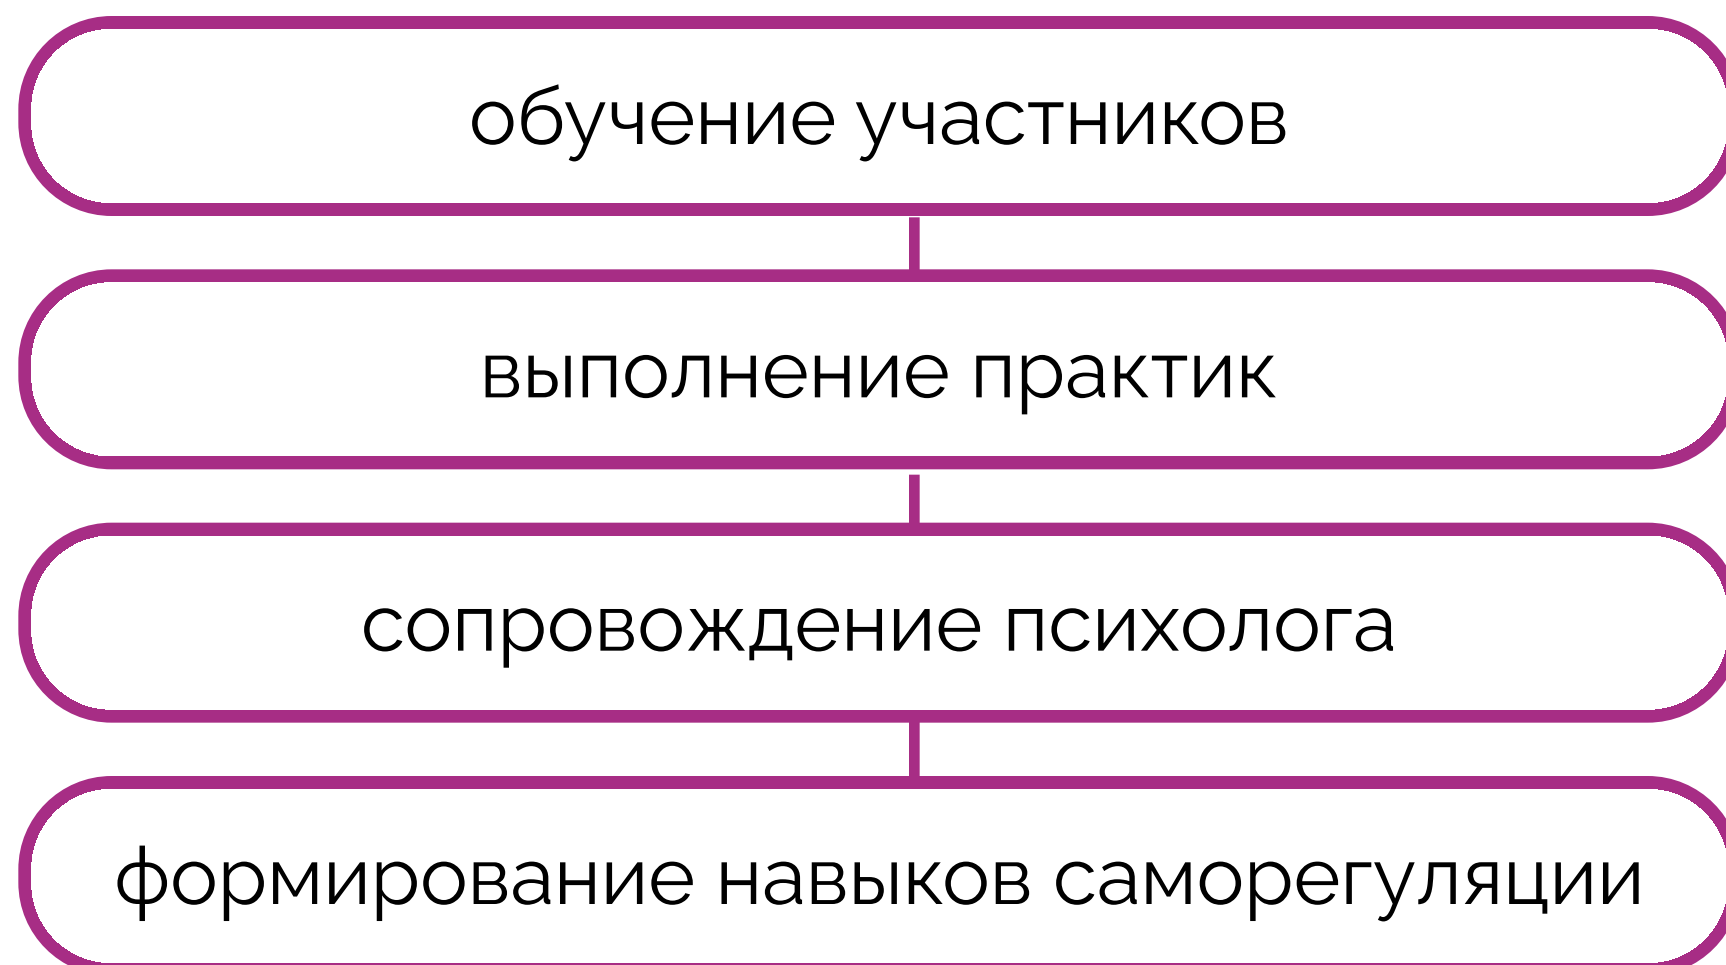 обучение участников
выполнение практик
сопровождение психолога
формирование навыков саморегуляции